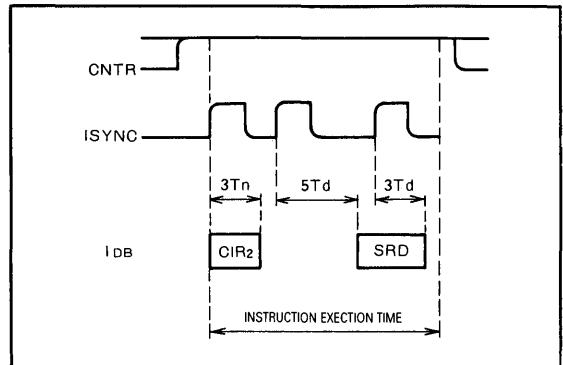 CNTR
ISYNC
3Tn 5Td 3Td
IDB CIR2 SRD
INSTRUCTION EXECTION TIME